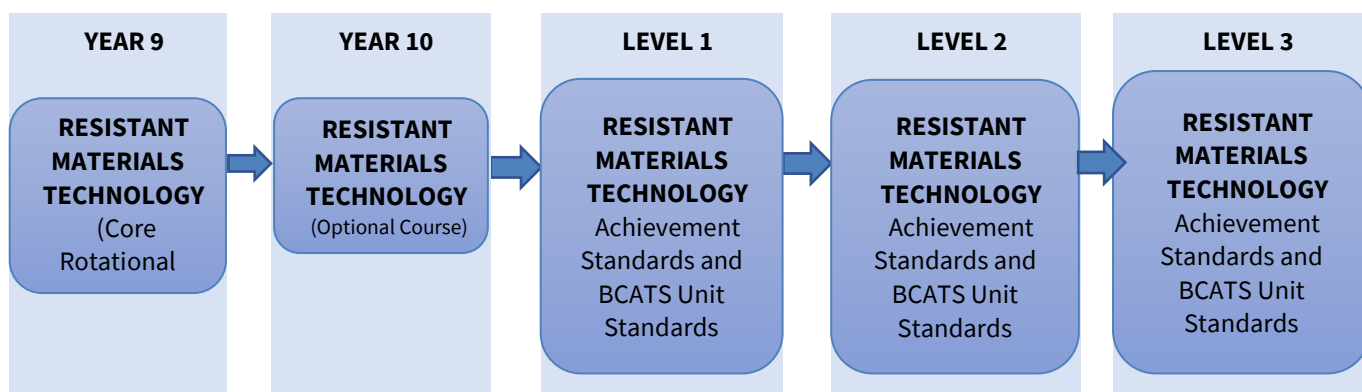 YEAR 9
RESISTANT
MATERIALS
TECHNOLOGY
(Core
Rotational
YEAR 10
RESISTANT
MATERIALS
TECHNOLOGY
(Optional Course)
LEVEL 1
RESISTANT
MATERIALS
TECHNOLOGY
Achievement
Standards and
BCATS Unit
Standards
LEVEL 2
RESISTANT
MATERIALS
TECHNOLOGY
Achievement
Standards and
BCATS Unit
Standards
LEVEL 3
RESISTANT
MATERIALS
TECHNOLOGY
Achievement
Standards and
BCATS Unit
Standards